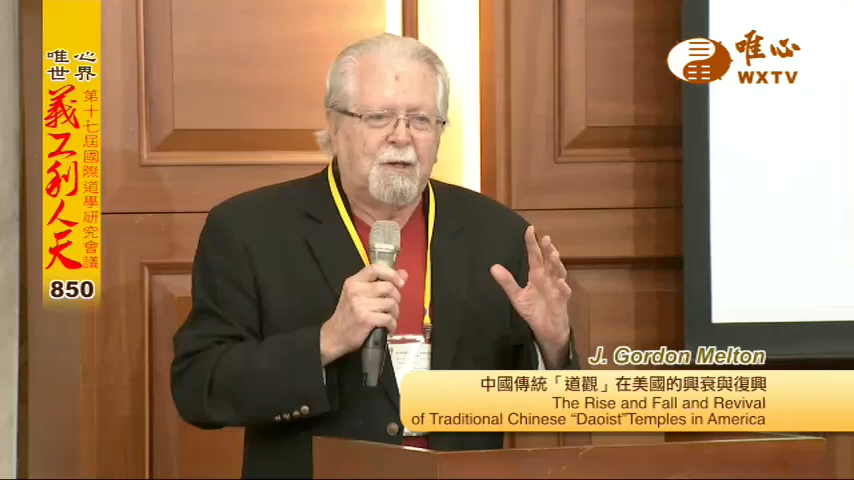 唯心
世界
義工利人天
第十七屆國際道學研究會議
850
唯心
WXTV
J. Gordon Melton
中國傳統「道觀」在美國的興衰與復興
The Rise and Fall and Revival
of Traditional Chinese “Daoist”Temples in America